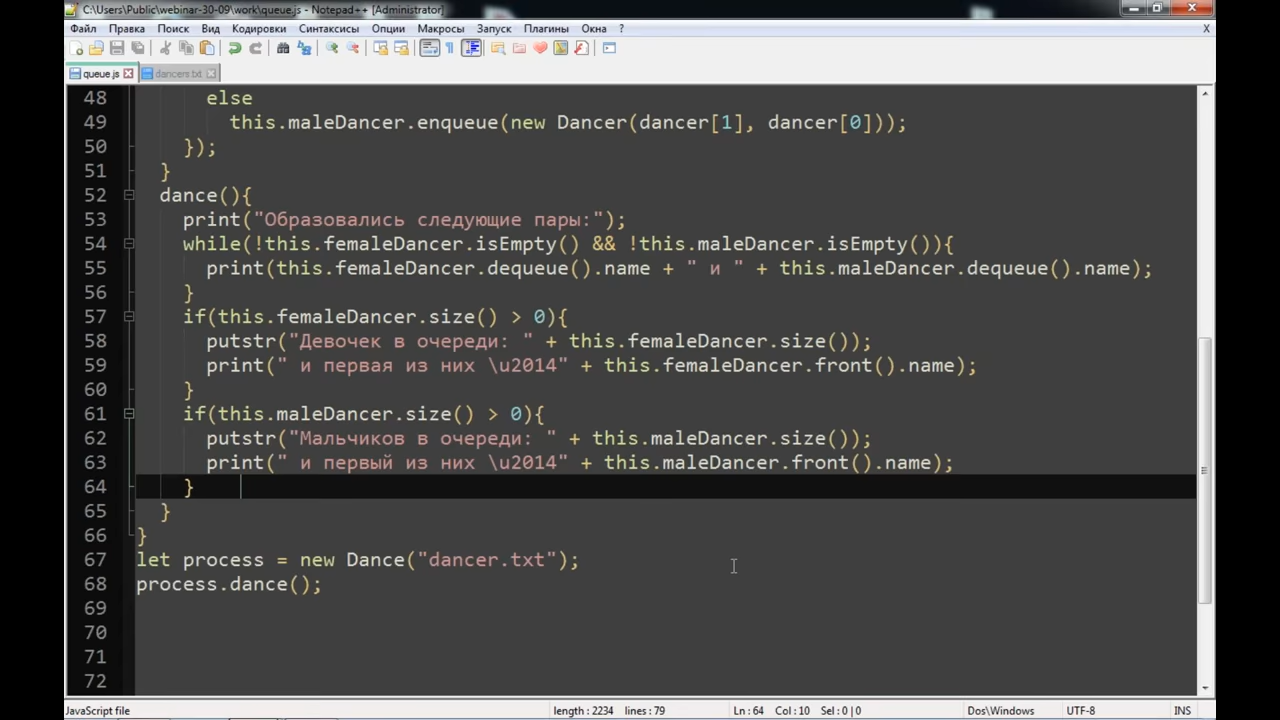 C:\Users\Public\webinar-30-09\work\queue.js - Notepad++ [Administrator]
Файл Правка Поиск Вид Кодировки Синтаксисы Опции Макросы Запуск Плагины Окна ? X
queue.js dancers.txt
48 else
49 this.maleDancer.enqueue(new Dancer(dancer[1], dancer[0]));
50 });
51 }
52 dance(){
53 print("Образовались следующие пары:");
54 while(!this.femaleDancer.isEmpty() && !this.maleDancer.isEmpty()){
55 print(this.femaleDancer.dequeue().name + " и " + this.maleDancer.dequeue().name);
56 }
57 if(this.femaleDancer.size() > 0){
58 putstr("Девочек в очереди: " + this.femaleDancer.size());
59 print(" и первая из них \u2014" + this.femaleDancer.front().name);
60 }
61 if(this.maleDancer.size() > 0){
62 putstr("Мальчиков в очереди: " + this.maleDancer.size());
63 print(" и первый из них \u2014" + this.maleDancer.front().name);
64 }
65 }
66 }
67 let process = new Dance("dancer.txt");
68 process.dance();
69
70
71
72
JavaScript file length : 2234 lines : 79 Ln : 64 Col : 10 Sel : 0 | 0 Dos\Windows UTF-8 INS